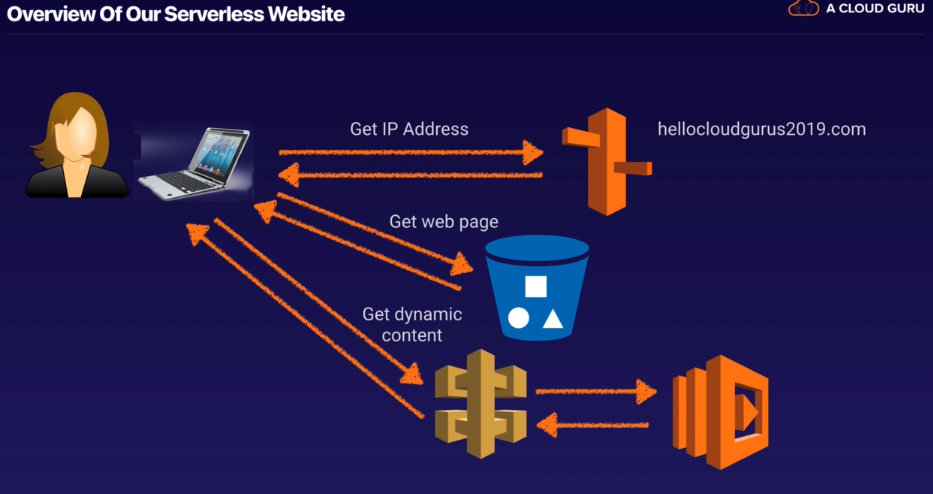 Overview Of Our Serverless Website
A CLOUD GURU
Get IP Address
hellocloudgurus2019.com
Get web page
Get dynamic
content